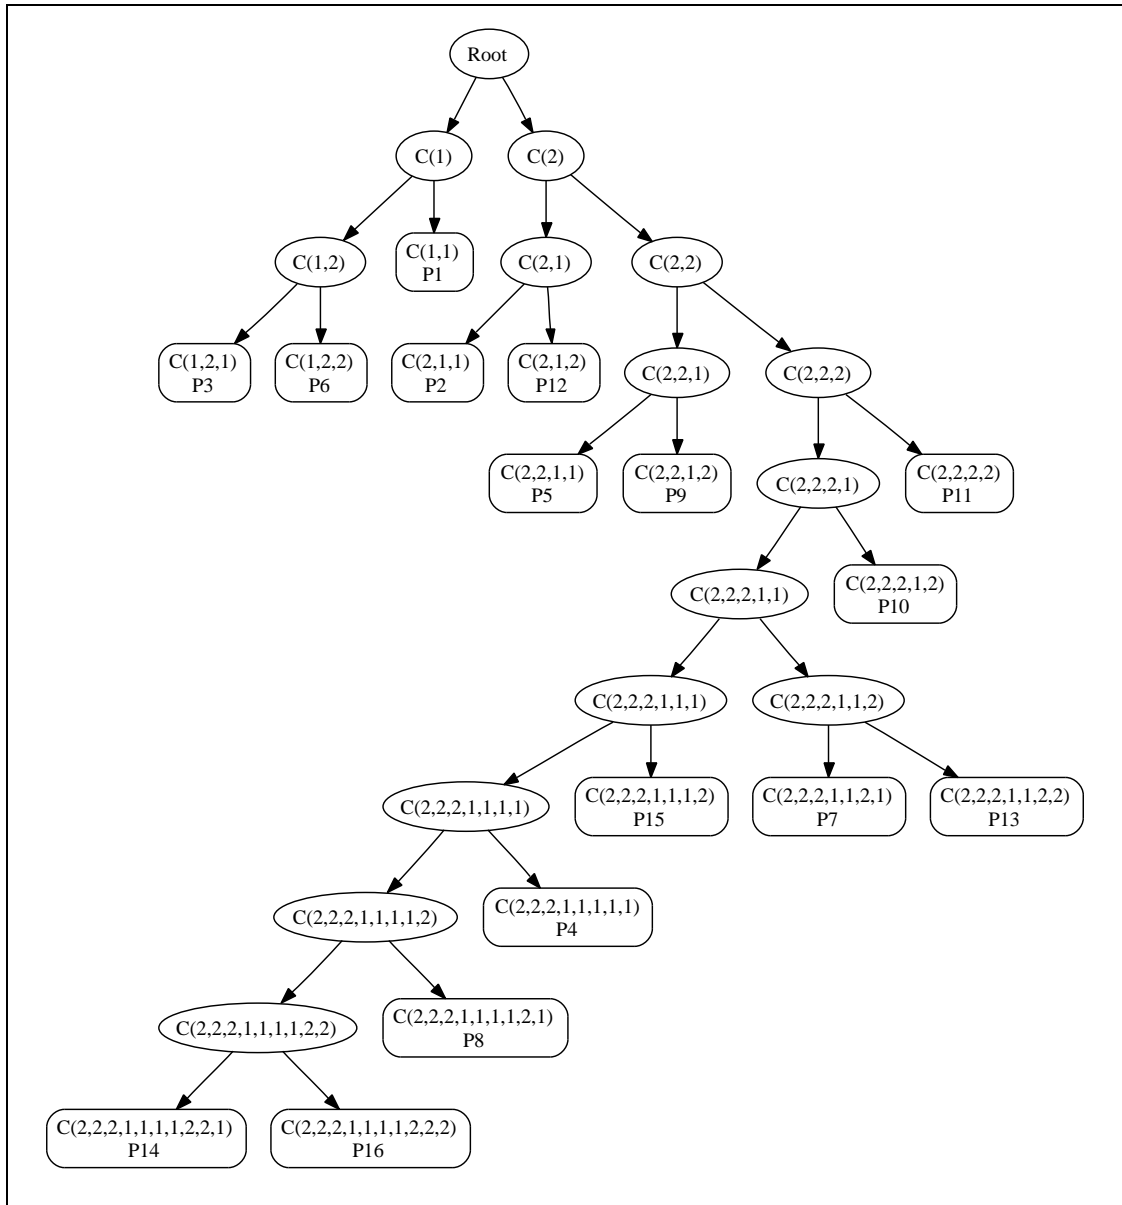 Root
C(1)
C(2)
C(1,2)
C(1,1)
P1
C(2,1)
C(2,2)
C(1,2,1)
P3
C(1,2,2)
P6
C(2,1,1)
P2
C(2,1,2)
P12
C(2,2,1)
C(2,2,2)
C(2,2,1,1)
P5
C(2,2,1,2)
P9
C(2,2,2,1)
C(2,2,2,2)
P11
C(2,2,2,1,1)
C(2,2,2,1,2)
P10
C(2,2,2,1,1,1)
C(2,2,2,1,1,2)
C(2,2,2,1,1,1,1)
C(2,2,2,1,1,1,2)
P15
C(2,2,2,1,1,2,1)
P7
C(2,2,2,1,1,2,2)
P13
C(2,2,2,1,1,1,1,2)
C(2,2,2,1,1,1,1,1)
P4
C(2,2,2,1,1,1,1,2,2)
C(2,2,2,1,1,1,1,2,1)
P8
C(2,2,2,1,1,1,1,2,2,1)
P14
C(2,2,2,1,1,1,1,2,2,2)
P16